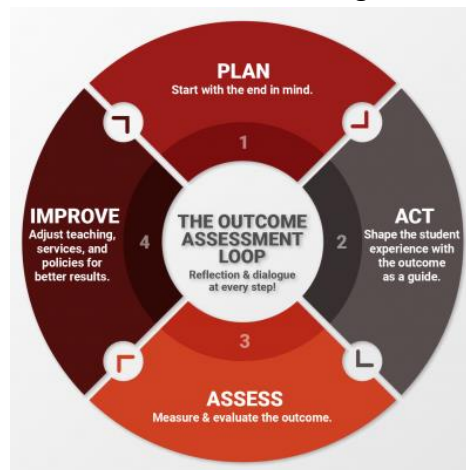 PLAN
Start with the end in mind.
1
ACT
Shape the student
experience with
the outcome
as a guide.
2
ASSESS
Measure & evaluate the outcome.
3
IMPROVE
Adjust teaching,
services, and
policies for
better results.
4
THE OUTCOME
ASSESSMENT
LOOP
Reflection & dialogue
at every step!